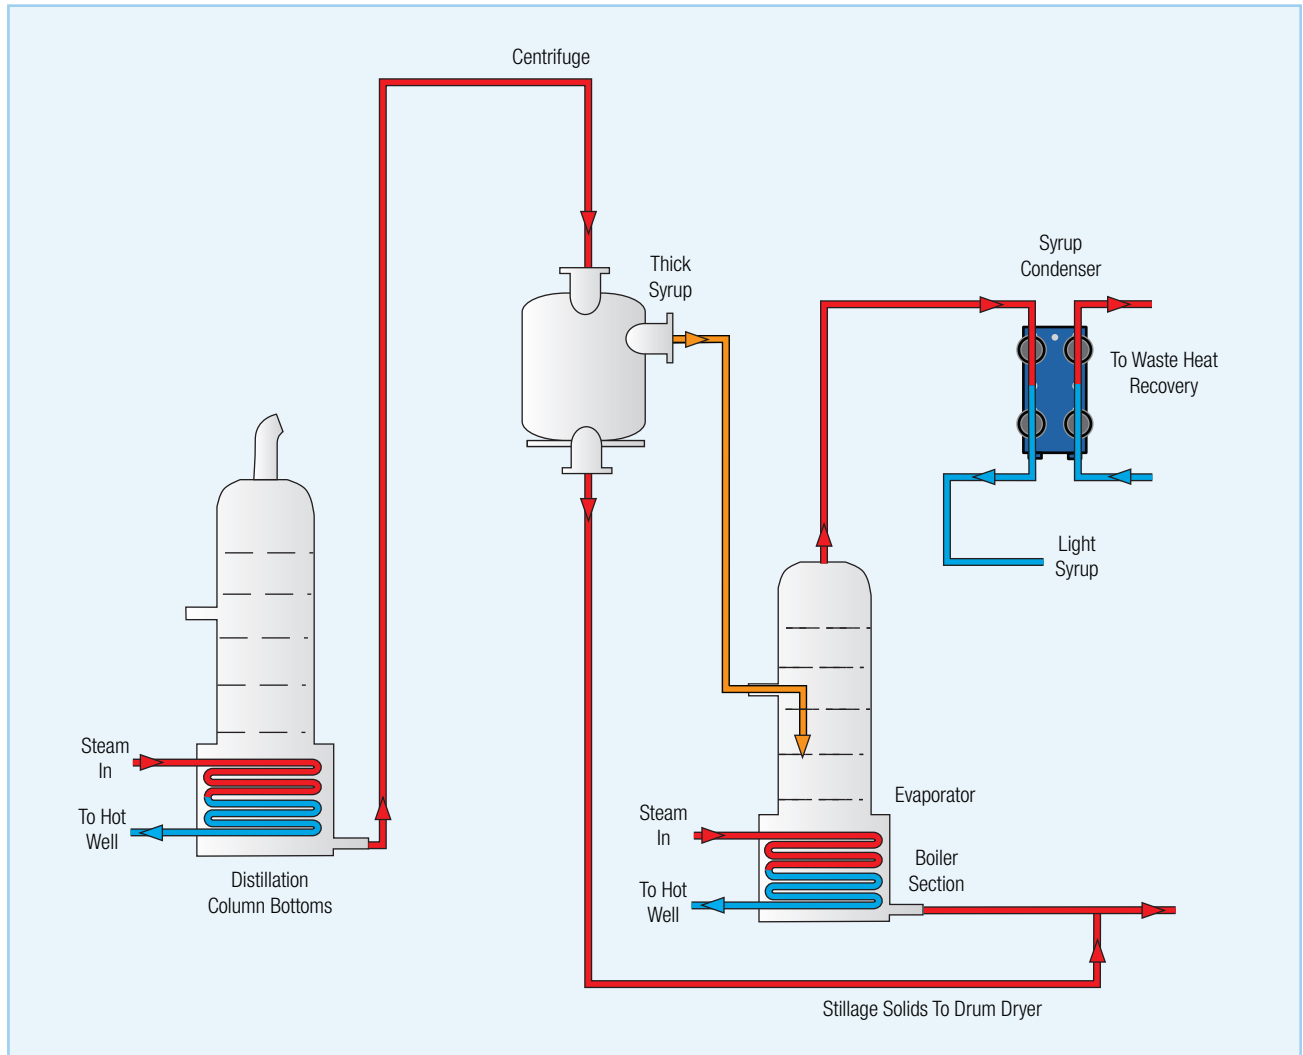 Centrifuge
Thick
Syrup
Syrup
Condenser
To Waste Heat
Recovery
Light
Syrup
Steam
In
To Hot
Well
Distillation
Column Bottoms
Evaporator
Steam
In
Boiler
Section
To Hot
Well
Stillage Solids To Drum Dryer